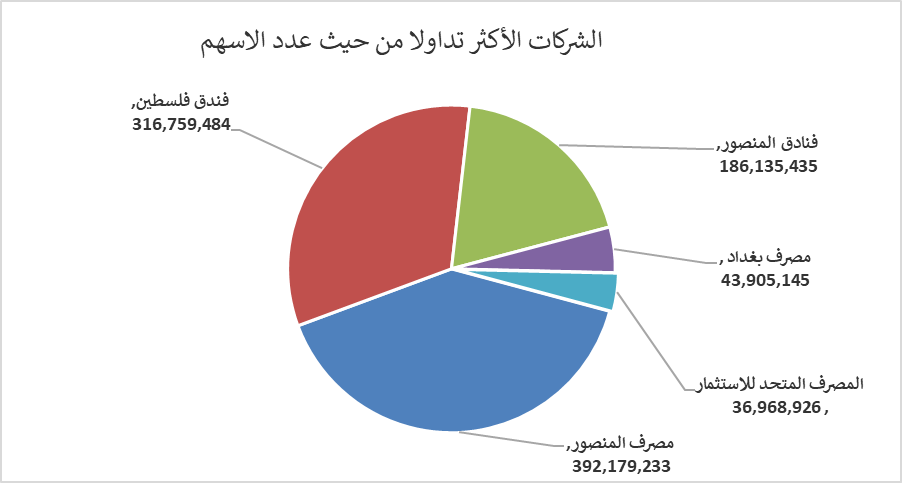 الشركات الأكثر تداولا من حيث عدد الاسهم
فندق فلسطين,
316,759,484
فنادق المنصور,
186,135,435
مصرف بغداد ,
43,905,145
المصرف المتحد للاستثمار
, 36,968,926
مصرف المنصور,
392,179,233